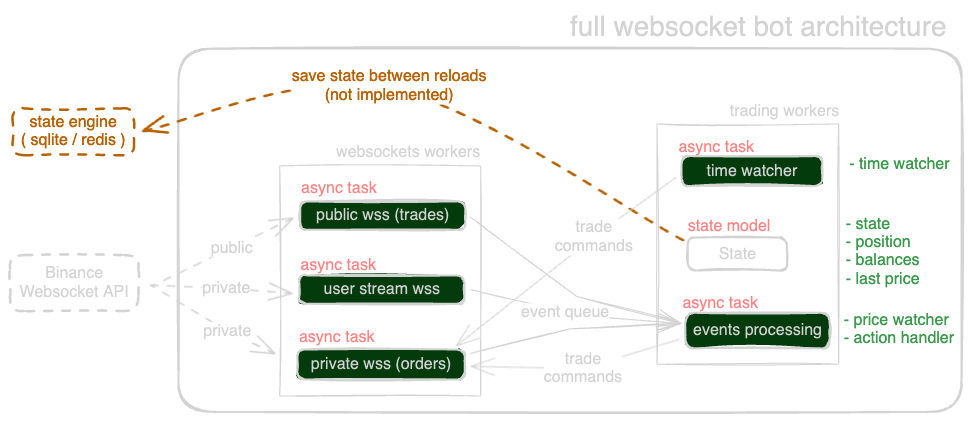 full websocket bot architecture
save state between reloads
(not implemented)
state engine
( sqlite / redis )
trading workers
websockets workers
async task
time watcher
- time watcher
async task
public wss (trades)
trade
commands
state model
State
- state
- position
- balances
- last price
public
Binance
Websocket API
private
private
async task
user stream wss
event queue
async task
events processing
- price watcher
- action handler
async task
private wss (orders)
trade
commands